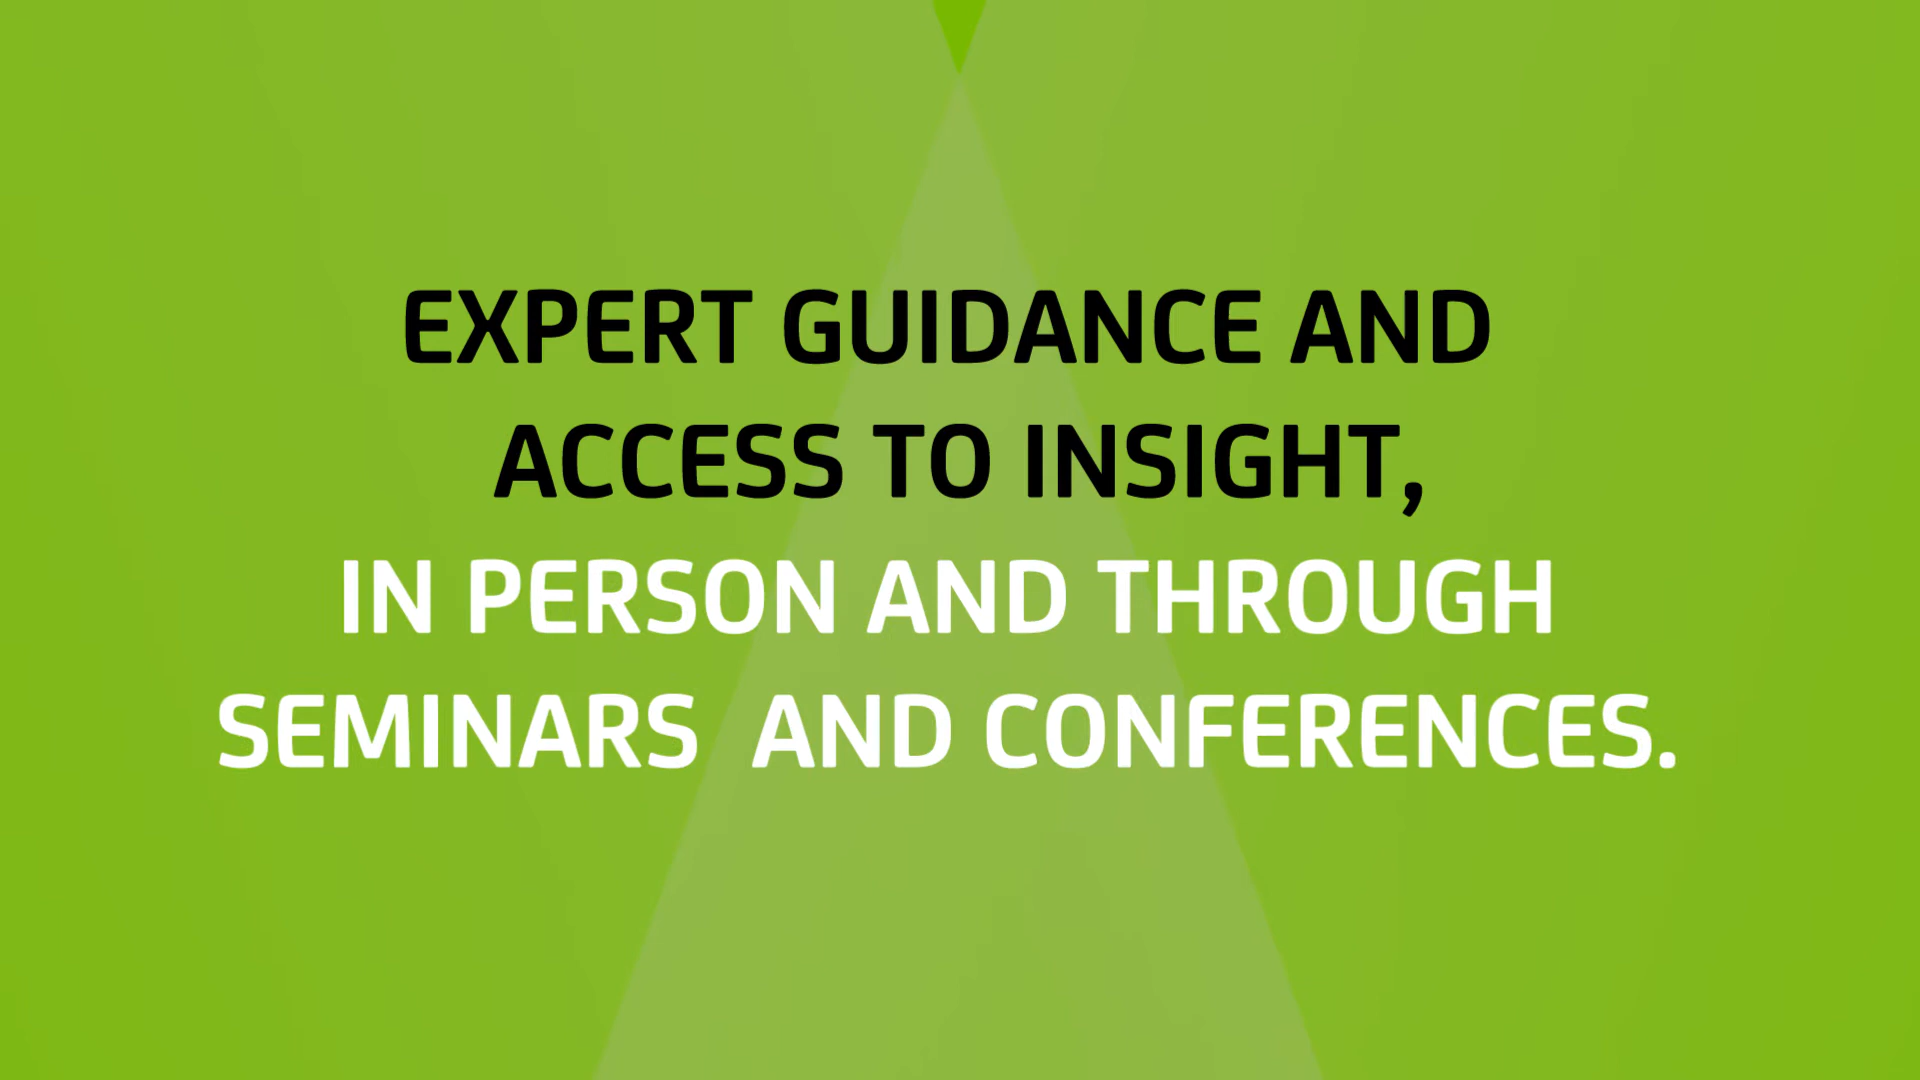 EXPERT GUIDANCE AND
ACCESS TO INSIGHT,
IN PERSON AND THROUGH
SEMINARS  AND CONFERENCES.